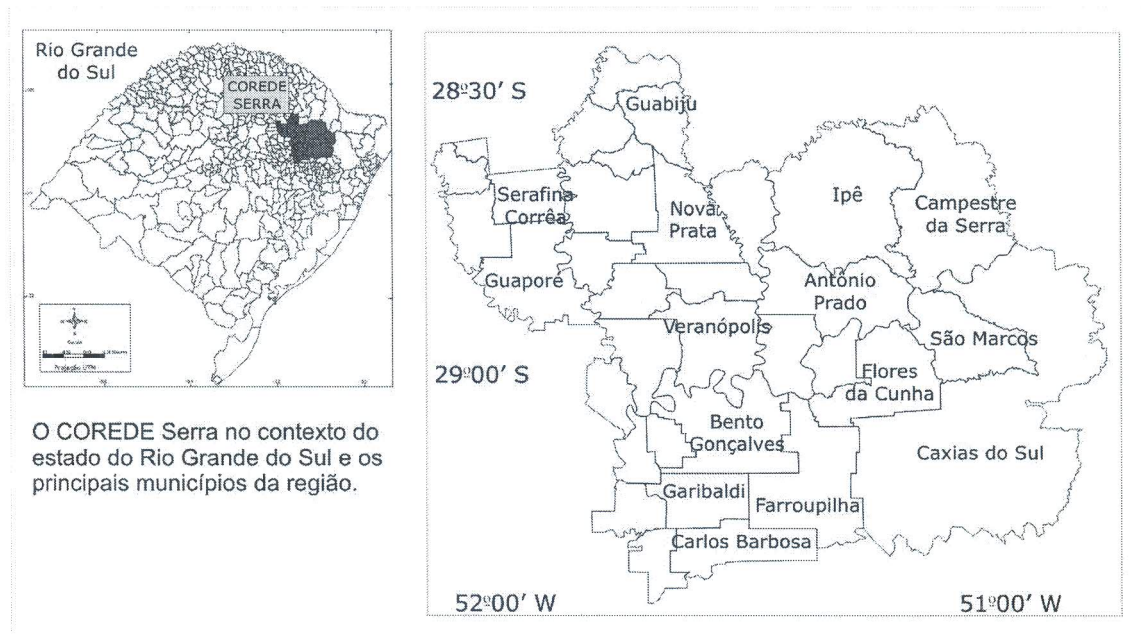 Rio Grande
do Sul
COREDE
SERRA
Projeção UTM
O COREDE Serra no contexto do
estado do Rio Grande do Sul e os
principais municípios da região.
28º30’ S
29º00’ S
52º00’ W
51º00’ W
Guabiju
Serafina
Corrêa
Nova
Prata
Ipê
Campestre
da Serra
Guaporé
Antônio
Prado
Veranópolis
São Marcos
Flores
da Cunha
Bento
Gonçalves
Caxias do Sul
Garibaldi
Farroupilha
Carlos Barbosa